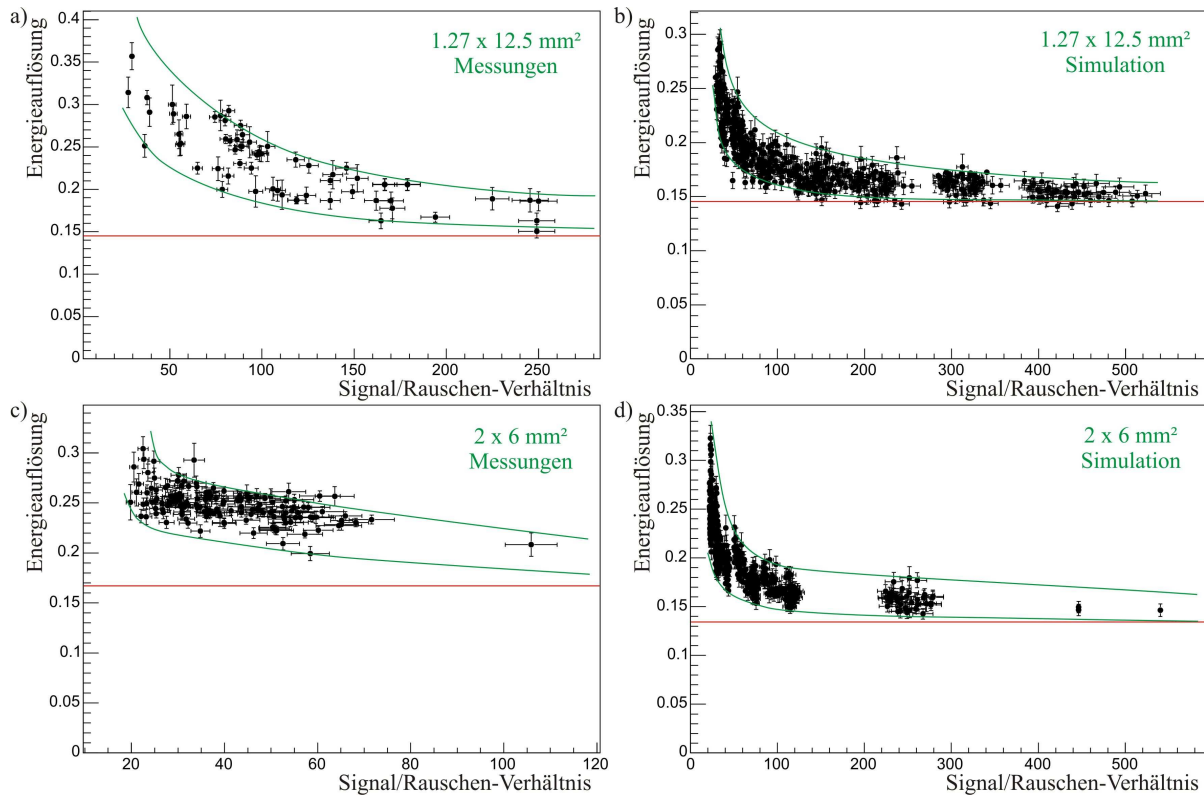 a)
Energieauflösung
1.27 x 12.5 mm²
Messungen
0.4
0.35
0.3
0.25
0.2
0.15
0.1
0.05
0
50 100 150 200 250
Signal/Rauschen-Verhältnis
b)
Energieauflösung
1.27 x 12.5 mm²
Simulation
0.3
0.25
0.2
0.15
0.1
0.05
0
0 100 200 300 400 500
Signal/Rauschen-Verhältnis
c)
Energieauflösung
2 x 6 mm²
Messungen
0.3
0.25
0.2
0.15
0.1
0.05
0
20 40 60 80 100 120
Signal/Rauschen-Verhältnis
d)
Energieauflösung
2 x 6 mm²
Simulation
0.35
0.3
0.25
0.2
0.15
0.1
0.05
0
0 100 200 300 400 500
Signal/Rauschen-Verhältnis